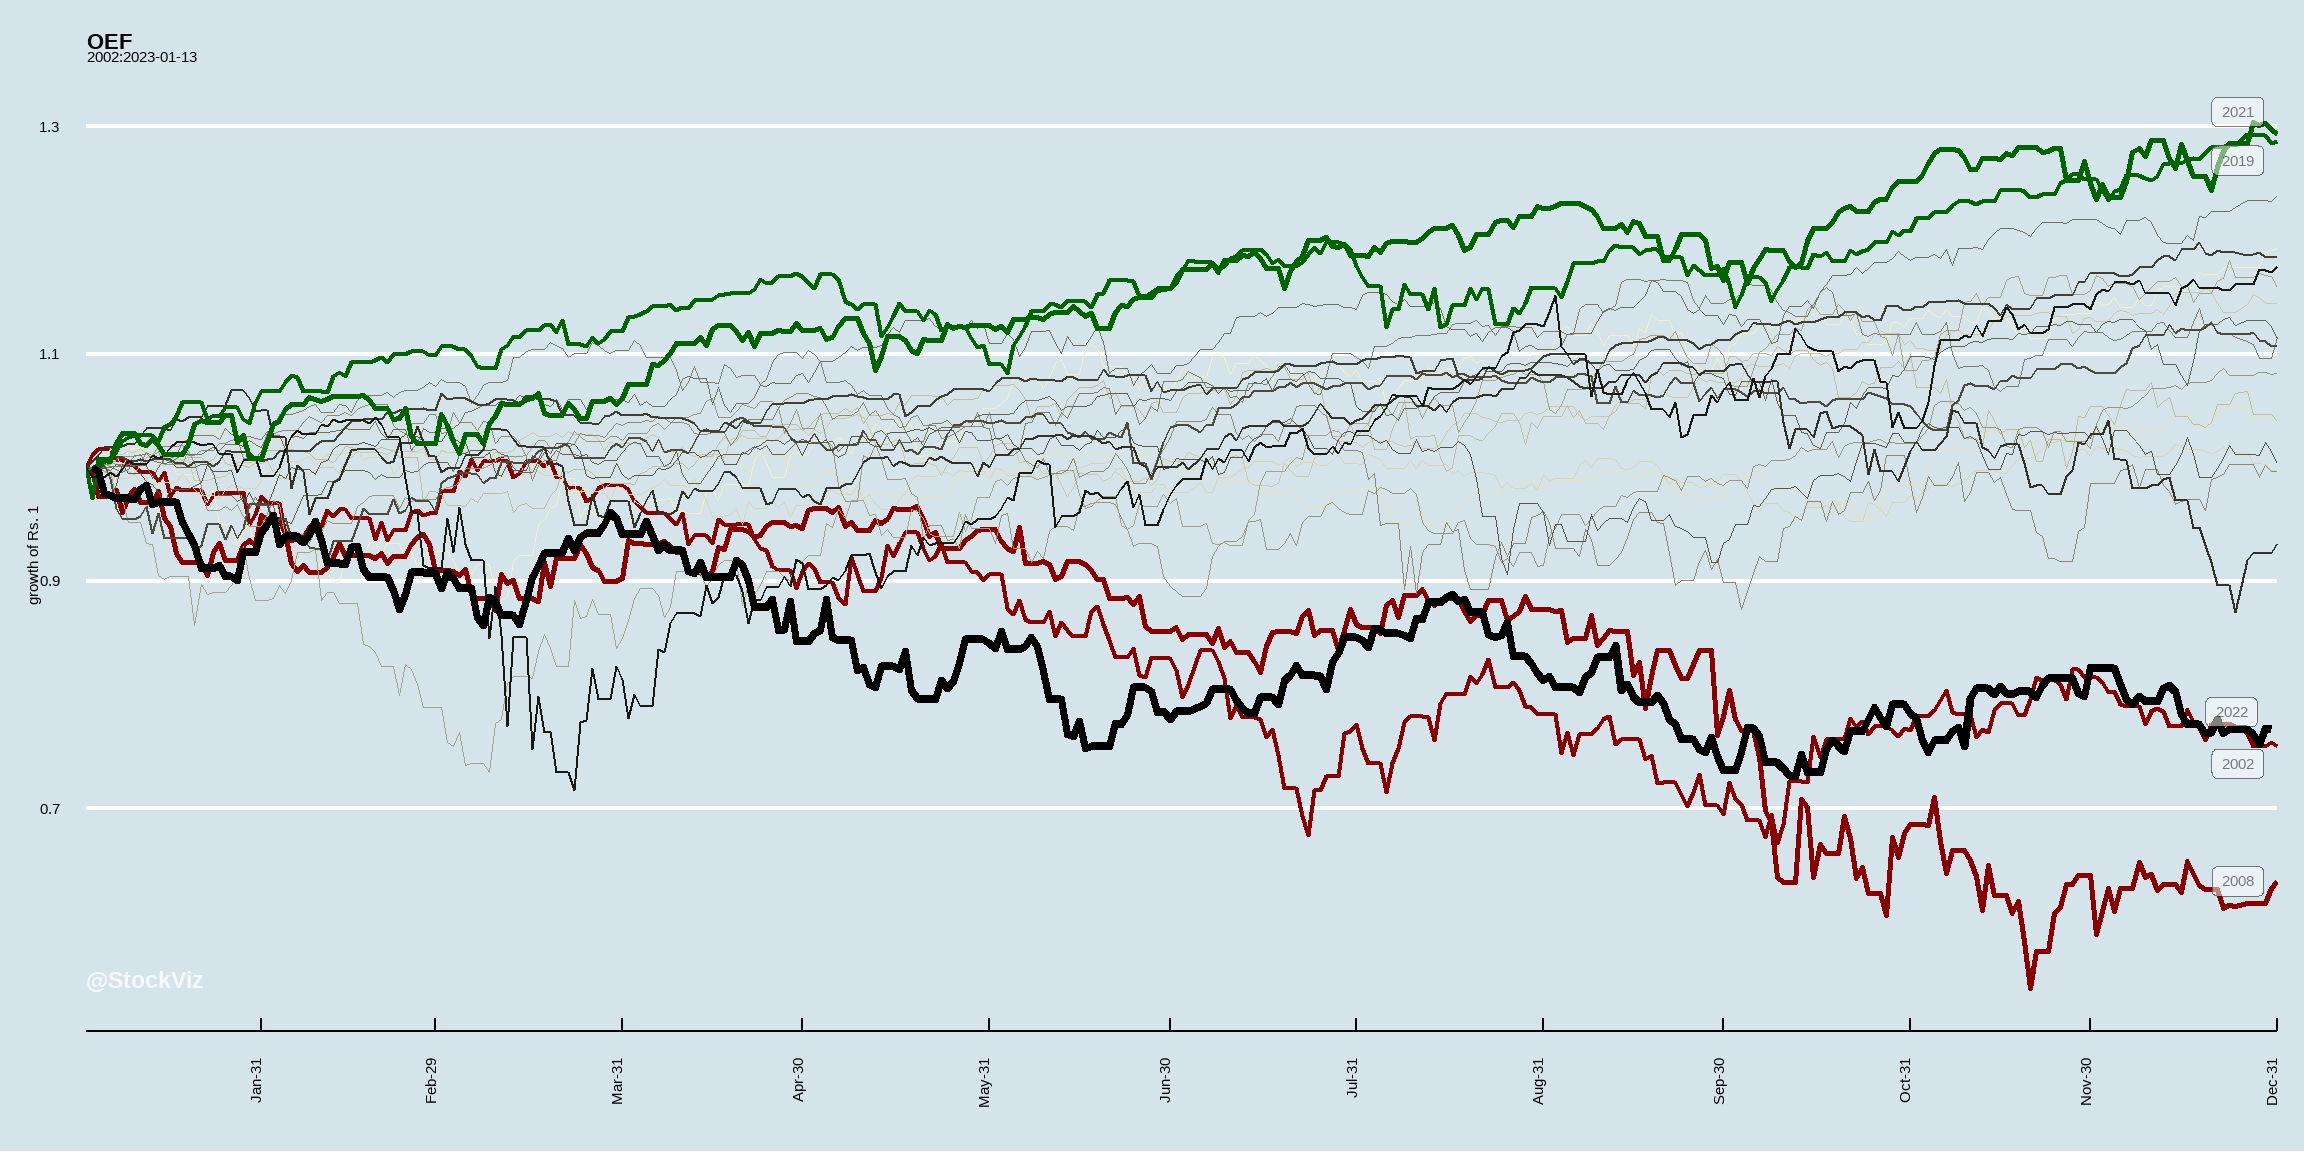 OEF
2002:2023-01-13
growth of Rs. 1
1.3
1.1
0.9
0.7
2021
2019
2022
2002
2008
@StockViz
Jan-31
Feb-29
Mar-31
Apr-30
May-31
Jun-30
Jul-31
Aug-31
Sep-30
Oct-31
Nov-30
Dec-31